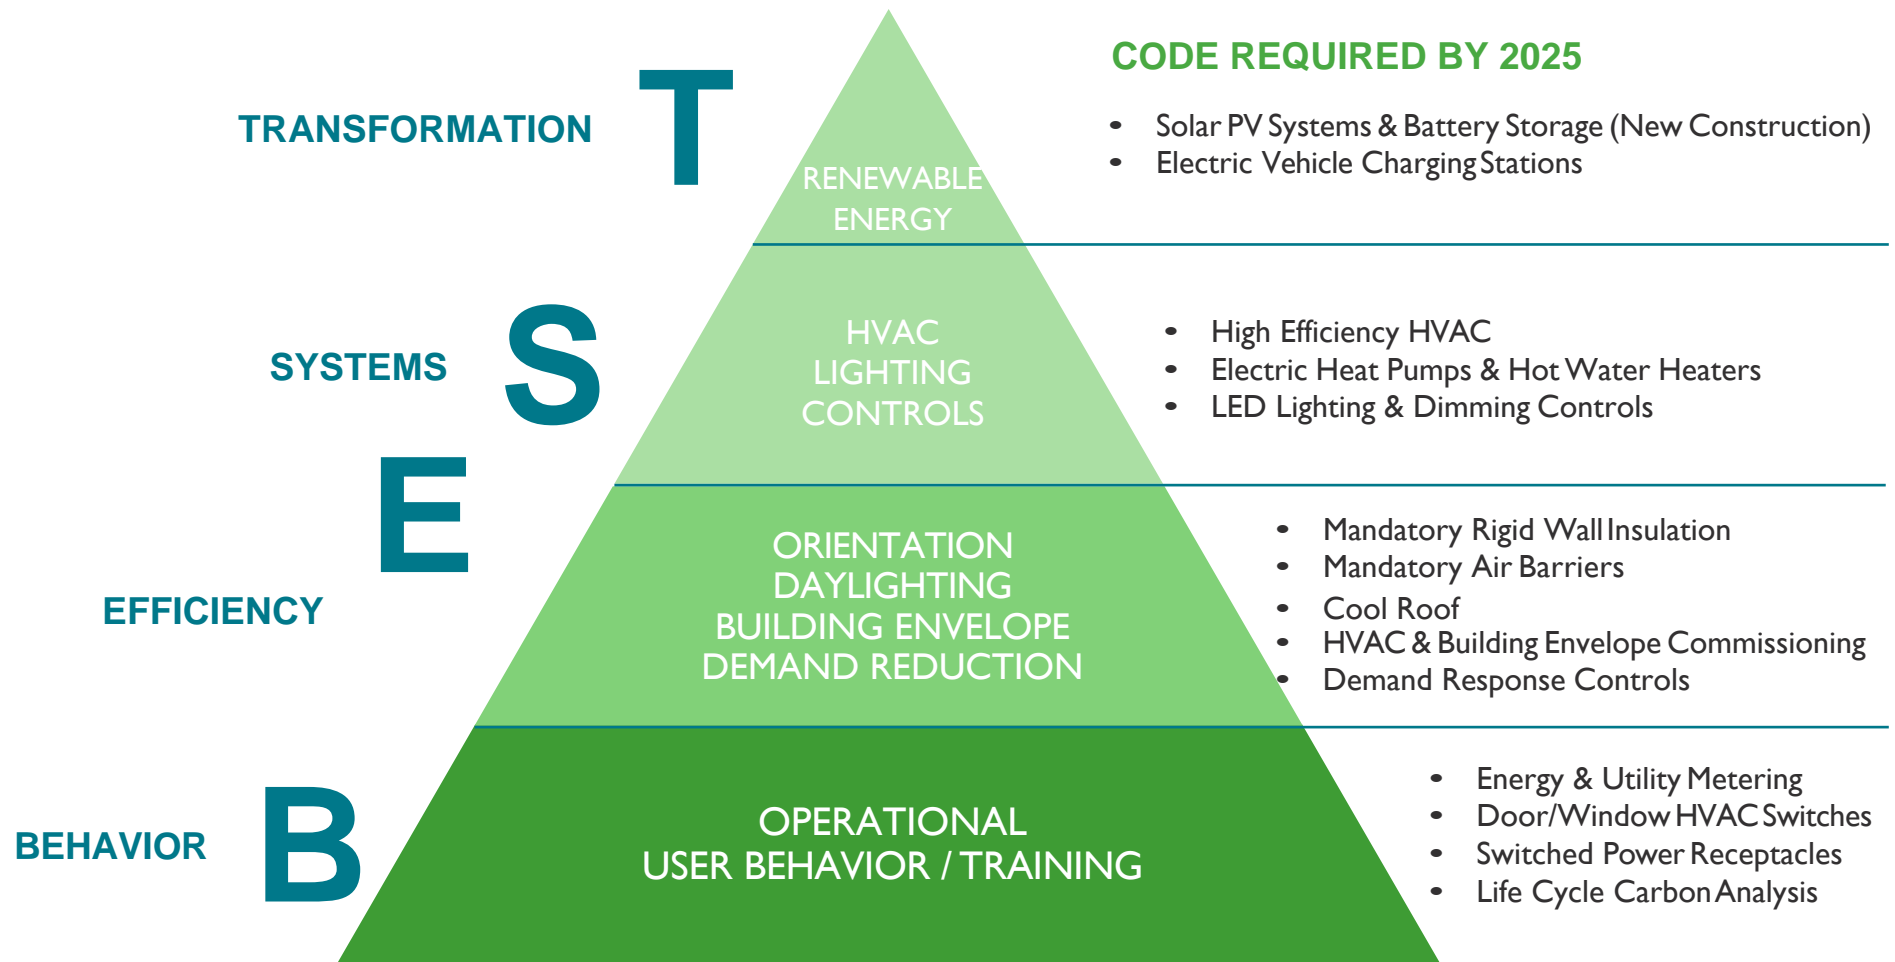 CODE REQUIRED BY 2025
TRANSFORMATION
T
RENEWABLE
ENERGY
• Solar PV Systems & Battery Storage (New Construction)
• Electric Vehicle Charging Stations
SYSTEMS
S
HVAC
LIGHTING
CONTROLS
• High Efficiency HVAC
• Electric Heat Pumps & Hot Water Heaters
• LED Lighting & Dimming Controls
EFFICIENCY
E
ORIENTATION
DAYLIGHTING
BUILDING ENVELOPE
DEMAND REDUCTION
• Mandatory Rigid Wall Insulation
• Mandatory Air Barriers
• Cool Roof
• HVAC & Building Envelope Commissioning
• Demand Response Controls
BEHAVIOR
B
OPERATIONAL
USER BEHAVIOR / TRAINING
• Energy & Utility Metering
• Door/Window HVAC Switches
• Switched Power Receptacles
• Life Cycle Carbon Analysis